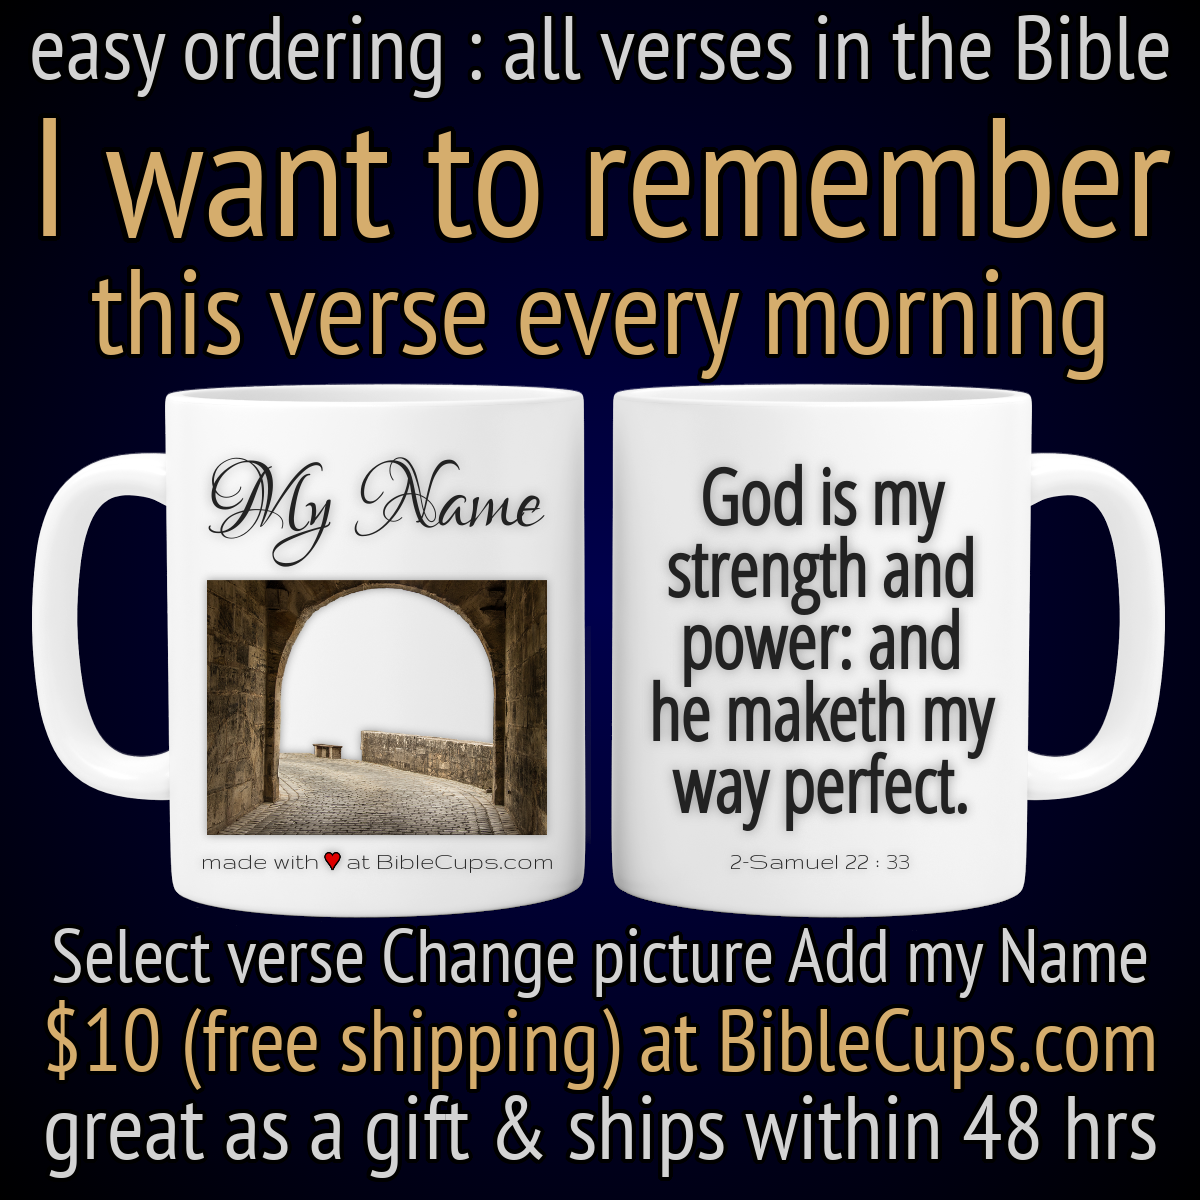 easy ordering : all verses in the Bible
I want to remember
this verse every morning
My Name
made with ♥ at BibleCups.com
God is my
strength and
power: and
he maketh my
way perfect.
2-Samuel 22 : 33
Select verse Change picture Add my Name
$10 (free shipping) at BibleCups.com
great as a gift & ships within 48 hrs